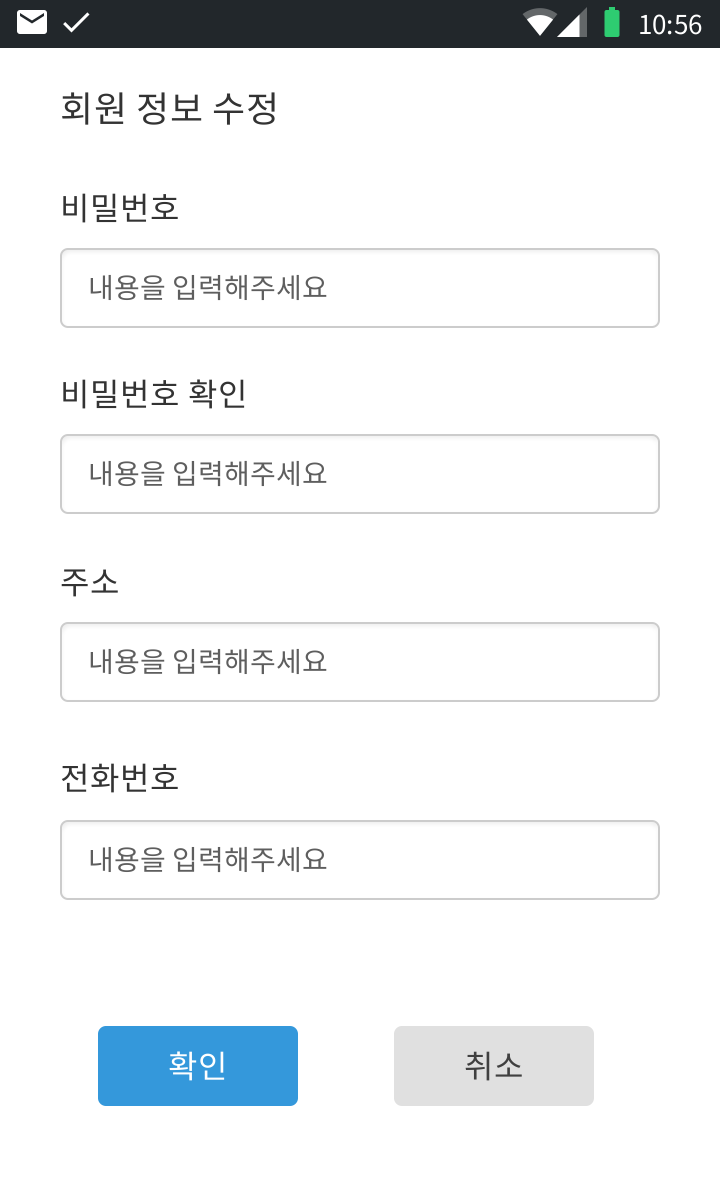 10:56
회원 정보 수정
비밀번호
내용을 입력해주세요
비밀번호 확인
내용을 입력해주세요
주소
내용을 입력해주세요
전화번호
내용을 입력해주세요
확인 취소